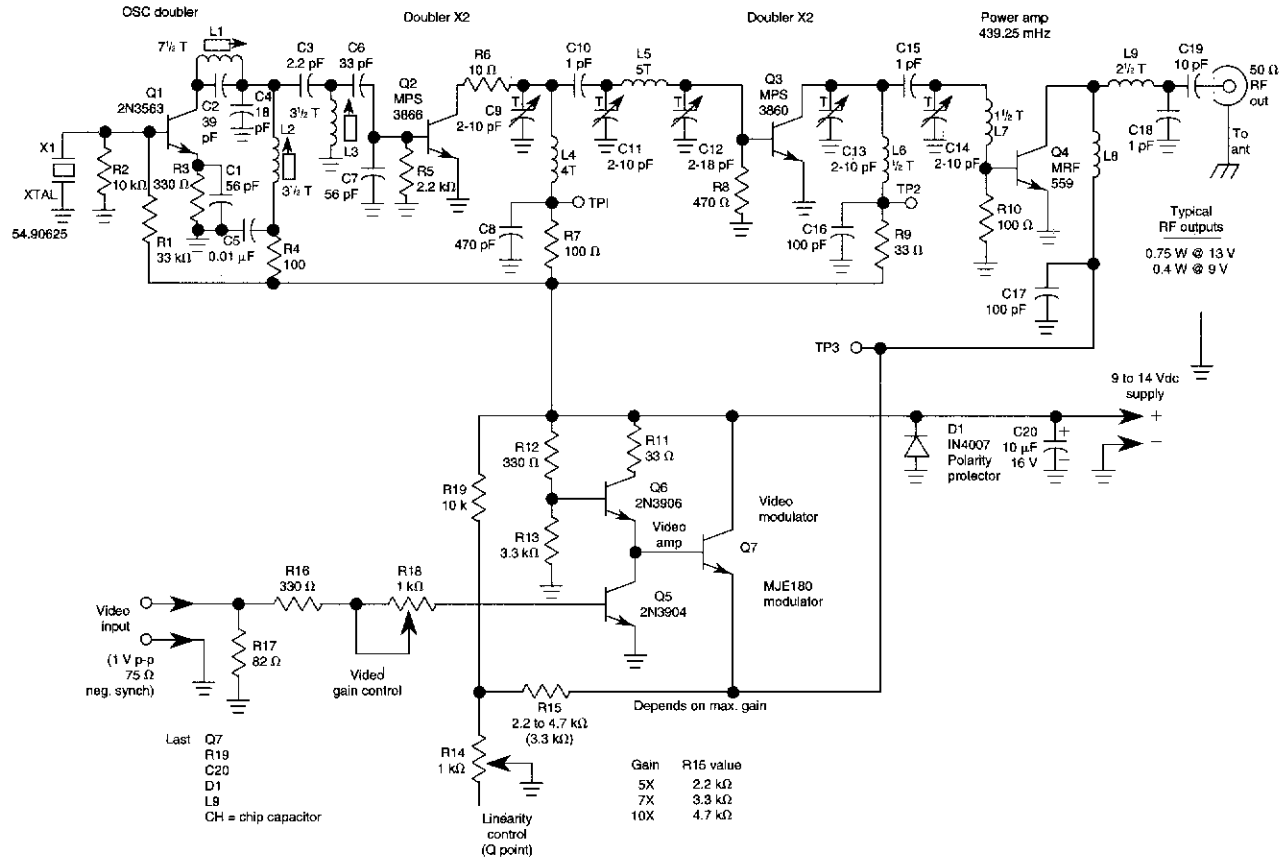 OSC doubler
Doubler X2
Doubler X2
Power amp
439.25 mHz
L1
7½ T
C3
2.2 pF
C6
33 pF
R6
10 Ω
C10
1 pF
L5
5T
C15
1 pF
L9
2½ T
C19
10 pF
50 Ω
RF
out
Q1
2N3563
C2
39
pF
C4
18
pF
3½ T
L2
L3
Q2
MPS
3866
C9
2-10 pF
T
T
T
Q3
MPS
3860
T
T
1½ T
L7
C18
1 pF
To
ant
X1
XTAL
54.90625
R2
10 kΩ
R3
330 Ω
C1
56 pF
3½ T
C7
56 pF
R5
2.2 kΩ
L4
4T
C11
2-10 pF
C12
2-18 pF
C13
2-10 pF
L6
½ T
C14
2-10 pF
Q4
MRF
559
L8
R1
33 kΩ
C5
0.01 µF
R4
100
C8
470 pF
TP1
R7
100 Ω
R8
470 Ω
C16
100 pF
TP2
R9
33 Ω
R10
100 Ω
Typical
RF outputs
0.75 W @ 13 V
0.4 W @ 9 V
C17
100 pF
TP3
9 to 14 Vdc
supply
+
−
R12
330 Ω
R11
33 Ω
D1
IN4007
Polarity
protector
C20
10 µF
16 V
+
−
R19
10 k
Q6
2N3906
R13
3.3 kΩ
Video
amp
Video
modulator
Q7
MJE180
modulator
R16
330 Ω
R18
1 kΩ
Q5
2N3904
Video
input
(1 V p-p
75 Ω
neg. synch)
R17
82 Ω
Video
gain control
R15
2.2 to 4.7 kΩ
(3.3 kΩ)
Depends on max. gain
Last Q7
R19
C20
D1
L9
CH = chip capacitor
R14
1 kΩ
Linearity
control
(Q point)
Gain R15 value
5X 2.2 kΩ
7X 3.3 kΩ
10X 4.7 kΩ